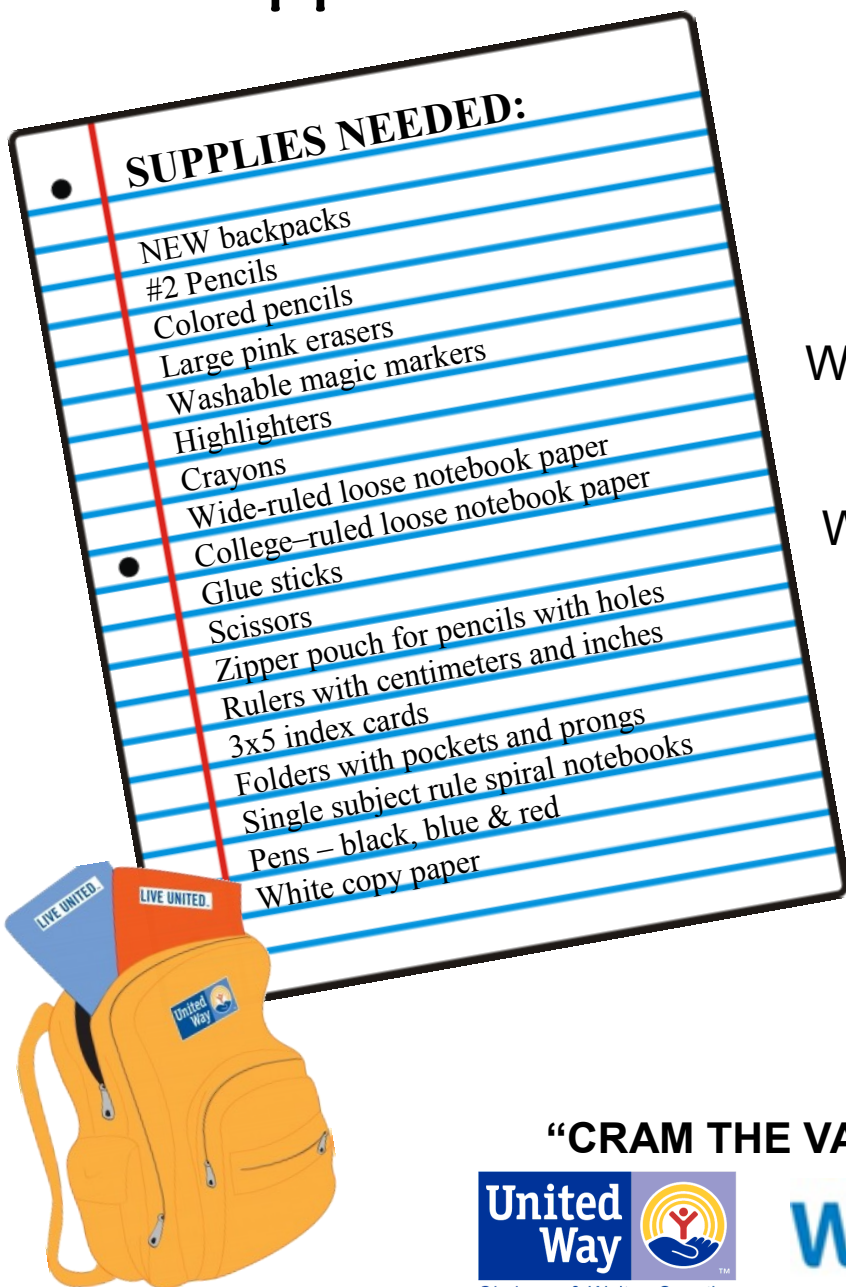 SUPPLIES NEEDED:
NEW backpacks
#2 Pencils
Colored pencils
Large pink erasers
Washable magic markers
Highlighters
Crayons
Wide-ruled loose notebook paper
College–ruled loose notebook paper
Glue sticks
Scissors
Zipper pouch for pencils with holes
Rulers with centimeters and inches
3x5 index cards
Folders with pockets and prongs
Single subject rule spiral notebooks
Pens – black, blue & red
White copy paper
W
W
LIVE UNITED™
LIVE UNITED™
United
Way
“CRAM THE VA
United
Way
TM
W